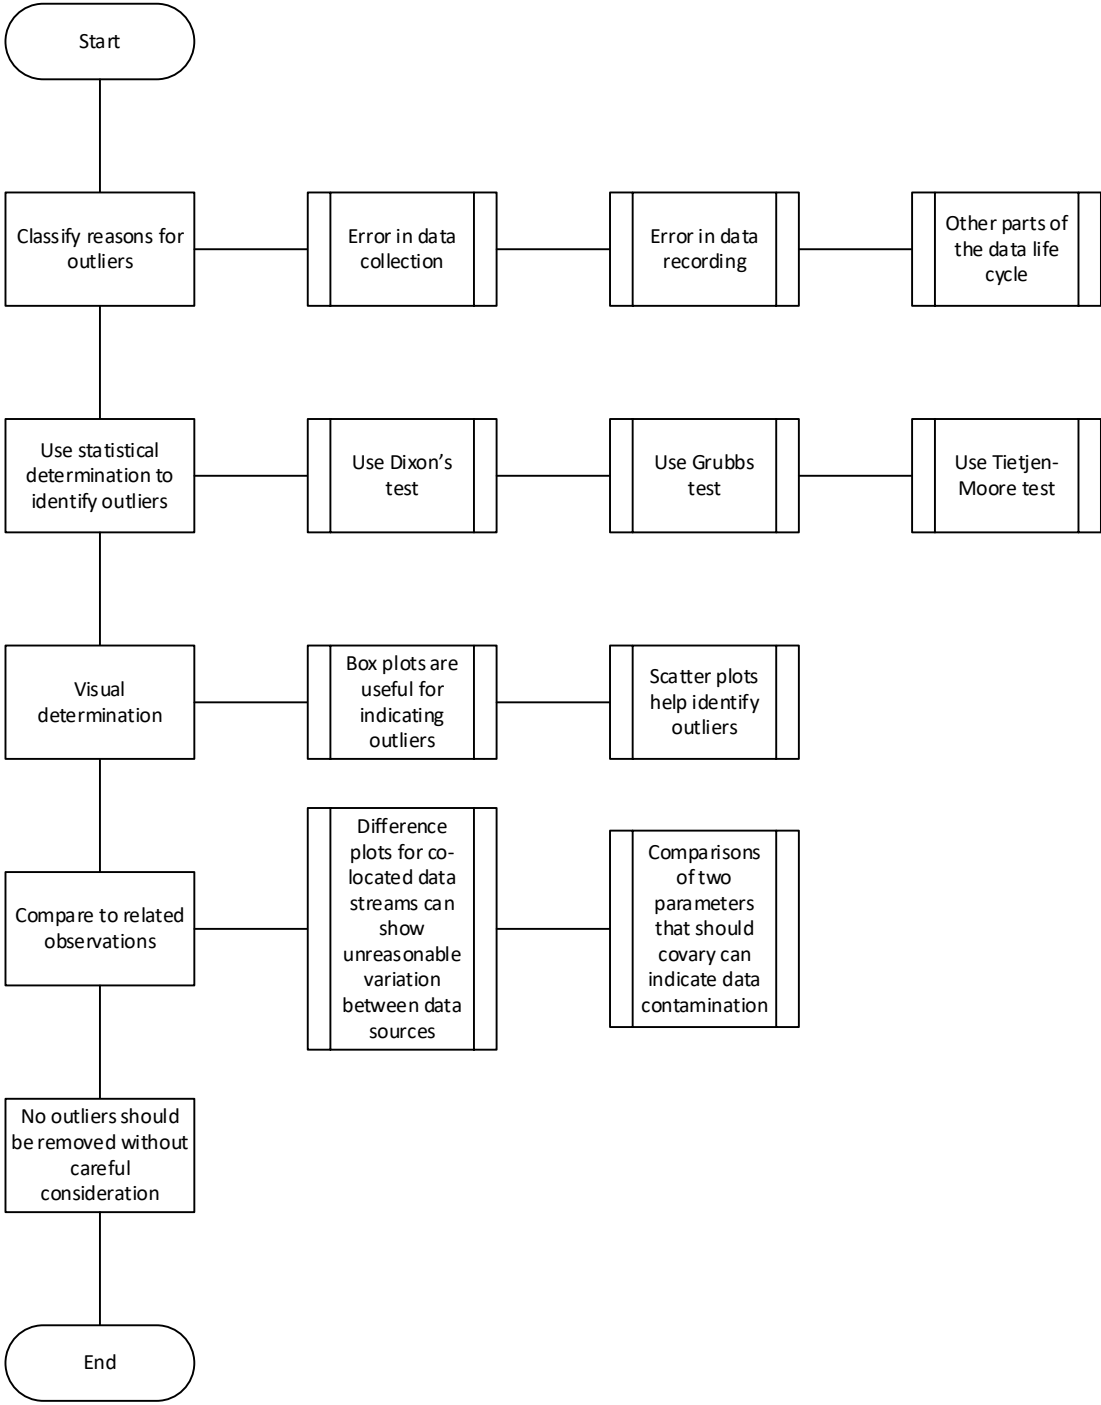 Start
Classify reasons for
outliers
Error in data
collection
Error in data
recording
Other parts of
the data life
cycle
Use statistical
determination to
identify outliers
Use Dixon's
test
Use Grubbs
test
Use Tietjen-
Moore test
Visual
determination
Box plots are
useful for
indicating
outliers
Scatter plots
help identify
outliers
Compare to related
observations
Difference
plots for co-
located data
streams can
show
unreasonable
variation
between data
sources
Comparisons
of two
parameters
that should
covary can
indicate data
contamination
No outliers should
be removed without
careful
consideration
End